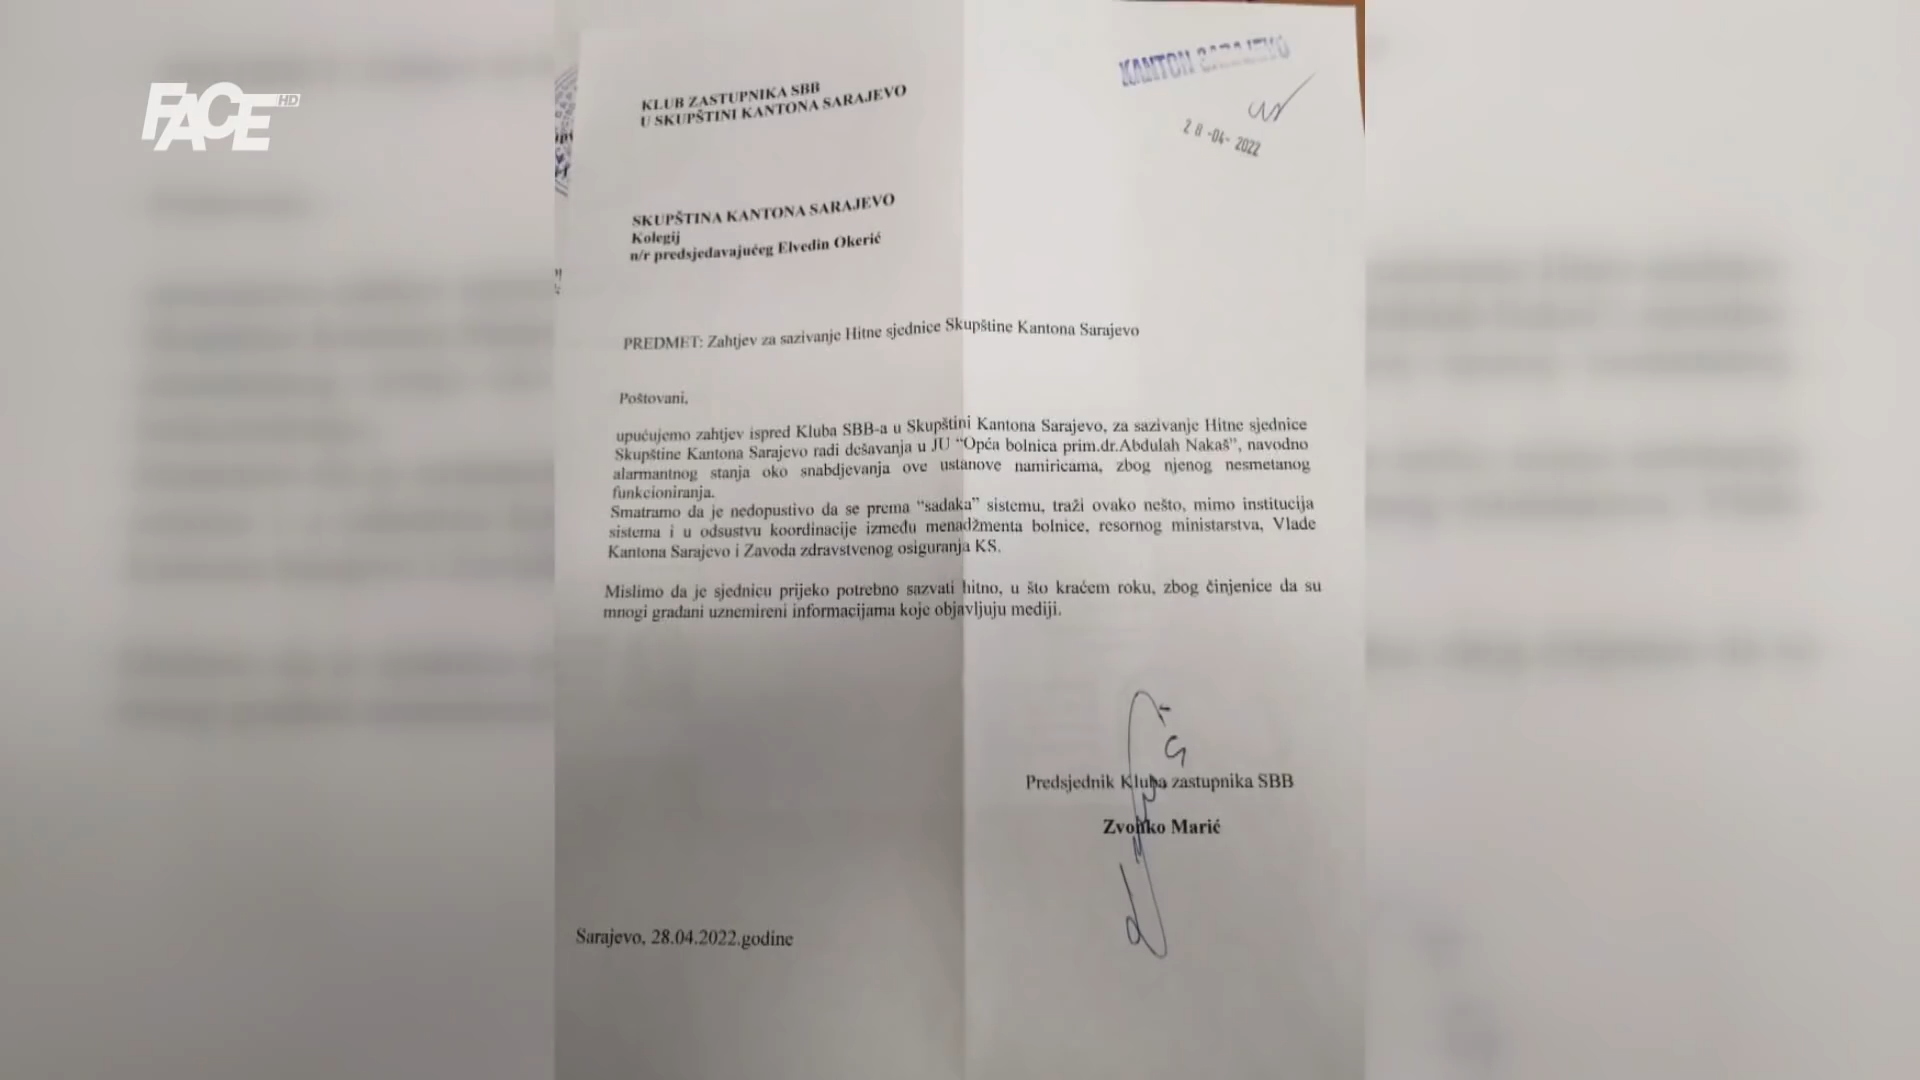 FACE HD
KANTON SARAJEVO
28-04-2022
KLUB ZASTUPNIKA SBB
U SKUPŠTINI KANTONA SARAJEVO
SKUPŠTINA KANTONA SARAJEVO
Kolegij
n/r predsjedavajućeg Elvedin Okerić
PREDMET: Zahtjev za sazivanje Hitne sjednice Skupštine Kantona Sarajevo
Poštovani,
upućujemo zahtjev ispred Kluba SBB-a u Skupštini Kantona Sarajevo, za sazivanje Hitne sjednice
Skupštine Kantona Sarajevo radi dešavanja u JU “Opća bolnica prim.dr.Abdulah Nakaš”, navodno
alarmantnog stanja oko snabdjevanja ove ustanove namiricama, zbog njenog nesmetanog
funkcioniranja.
Smatramo da je nedopustivo da se prema “sadaka” sistemu, traži ovako nešto, mimo institucija
sistema i u odsustvu koordinacije između menadžmenta bolnice, resornog ministarstva, Vlade
Kantona Sarajevo i Zavoda zdravstvenog osiguranja KS.
Mislimo da je sjednicu prijeko potrebno sazvati hitno, u što kraćem roku, zbog činjenice da su
mnogi građani uznemireni informacijama koje objavljuju mediji.
Predsjednik Kluba zastupnika SBB
Zvonko Marić
Sarajevo, 28.04.2022.godine